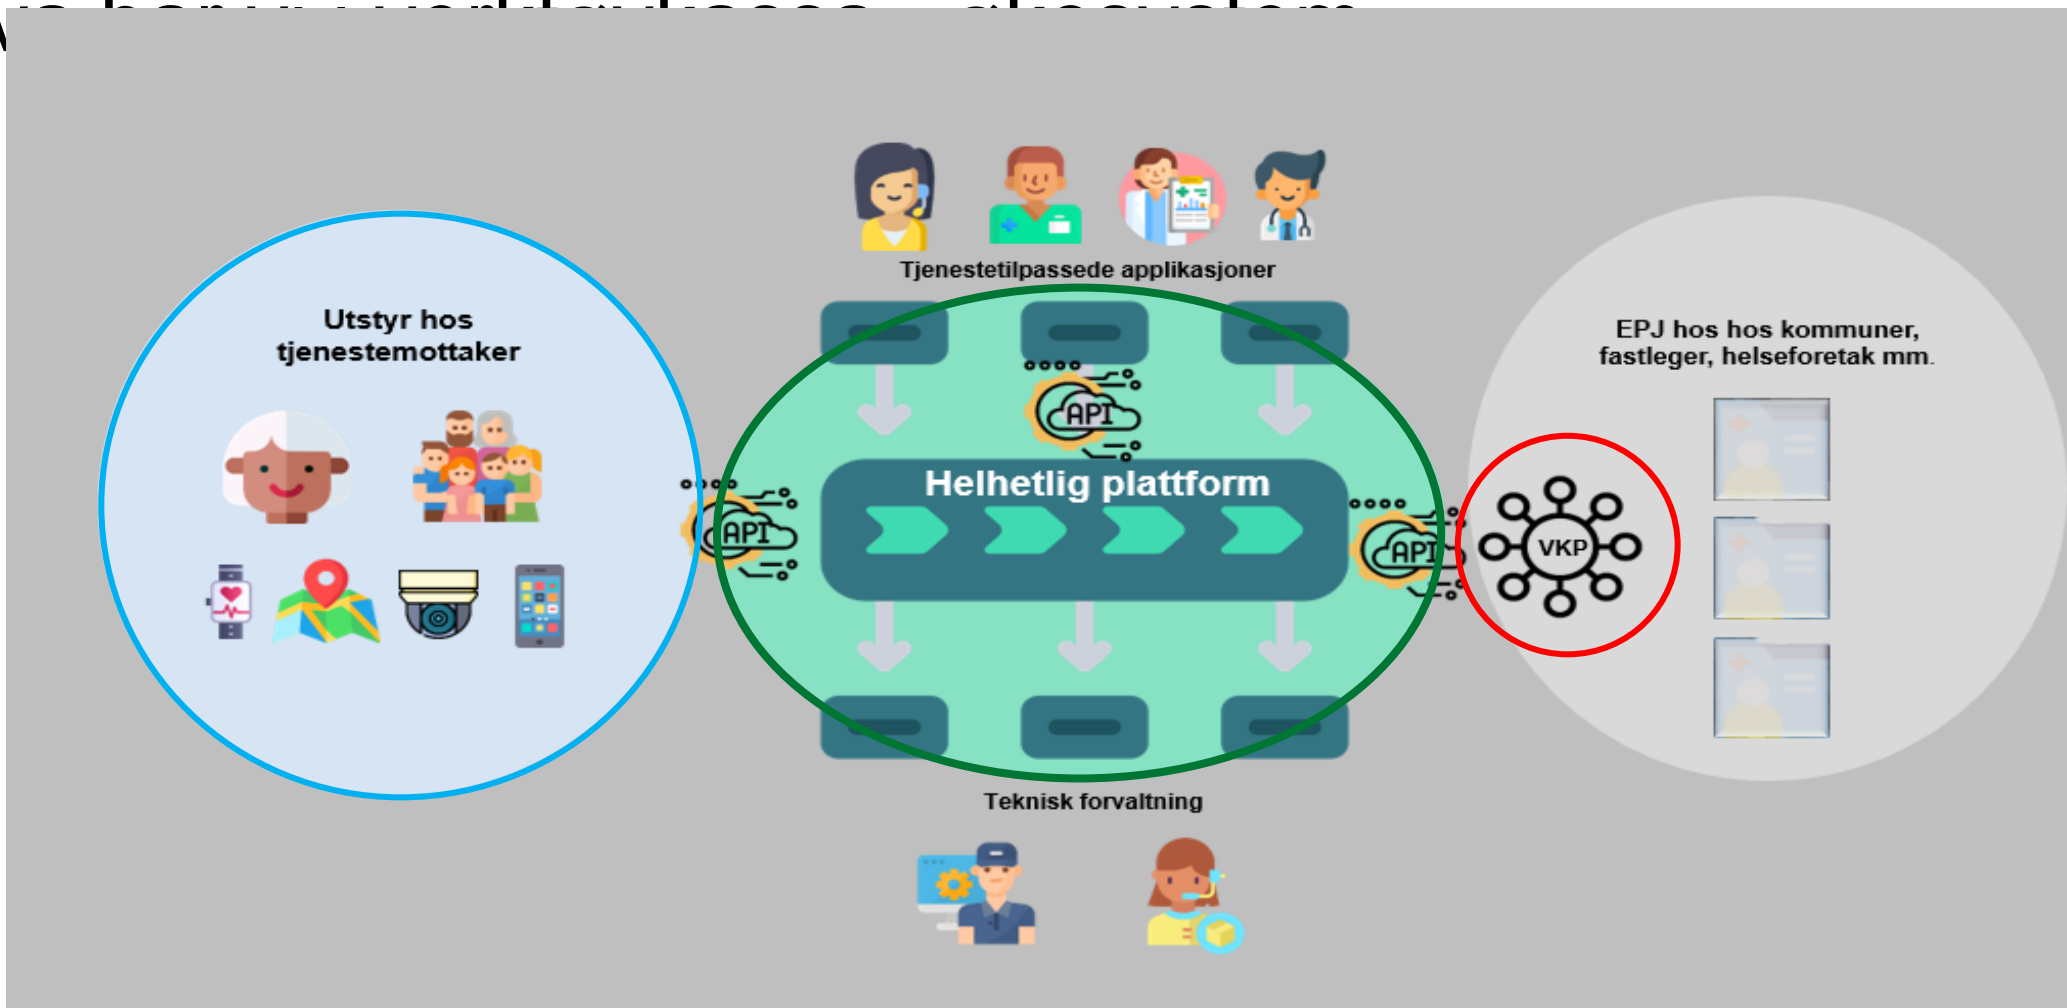 Tjenestetilpassede applikasjoner
Utstyr hos
tjenestemottaker
EPJ hos hos kommuner,
fastleger, helseforetak mm.
API
Helhetlig plattform
API
API
VKP
Teknisk forvaltning